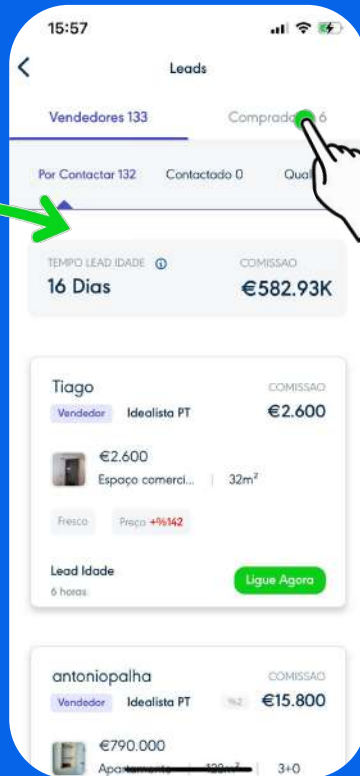 15:57
Leads
Vendedores 133
6
Por Contactar 132 Contactado 0
TEMPO LEAD IDADE COMISSAO
16 Dias €582.93K
Tiago COMISSAO
Vendedor Idealista PT €2.600
€2.600
Espaço comerci... | 32m²
Fresco Preço +%142
Lead Idade
6 horas
Ligue Agora
antoniopalha COMISSAO
Vendedor Idealista PT %2 €15.800
€790.000
3+0